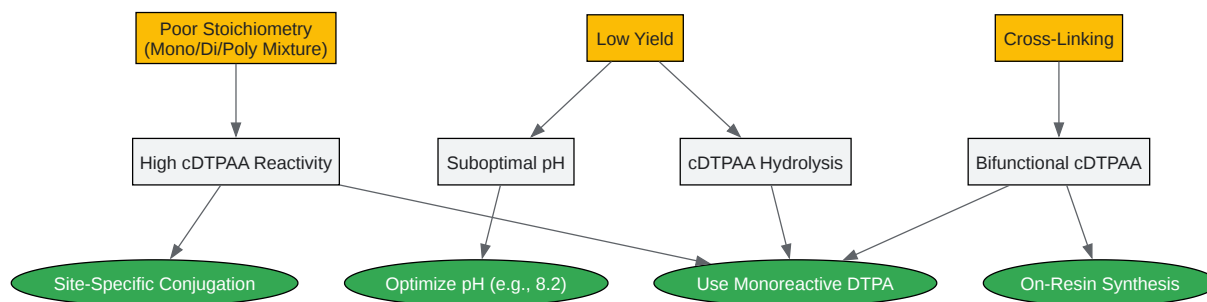 Poor Stoichiometry
(Mono/Di/Poly Mixture)
Low Yield
Cross-Linking
High cDTPAA Reactivity
Suboptimal pH
cDTPAA Hydrolysis
Bifunctional cDTPAA
Site-Specific Conjugation
Optimize pH (e.g., 8.2)
Use Monoreactive DTPA
On-Resin Synthesis